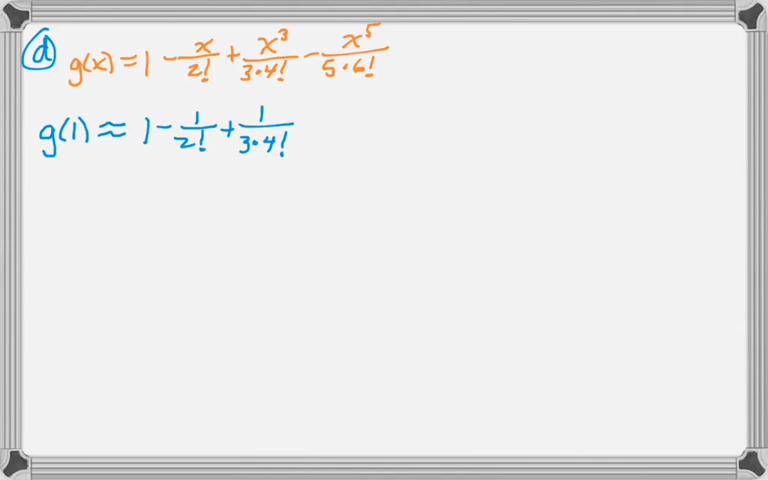 (d) g(x) = 1 - x/2! + x³/(3·4!) - x⁵/(5·6!)
g(1) ≈ 1 - 1/2! + 1/(3·4!)